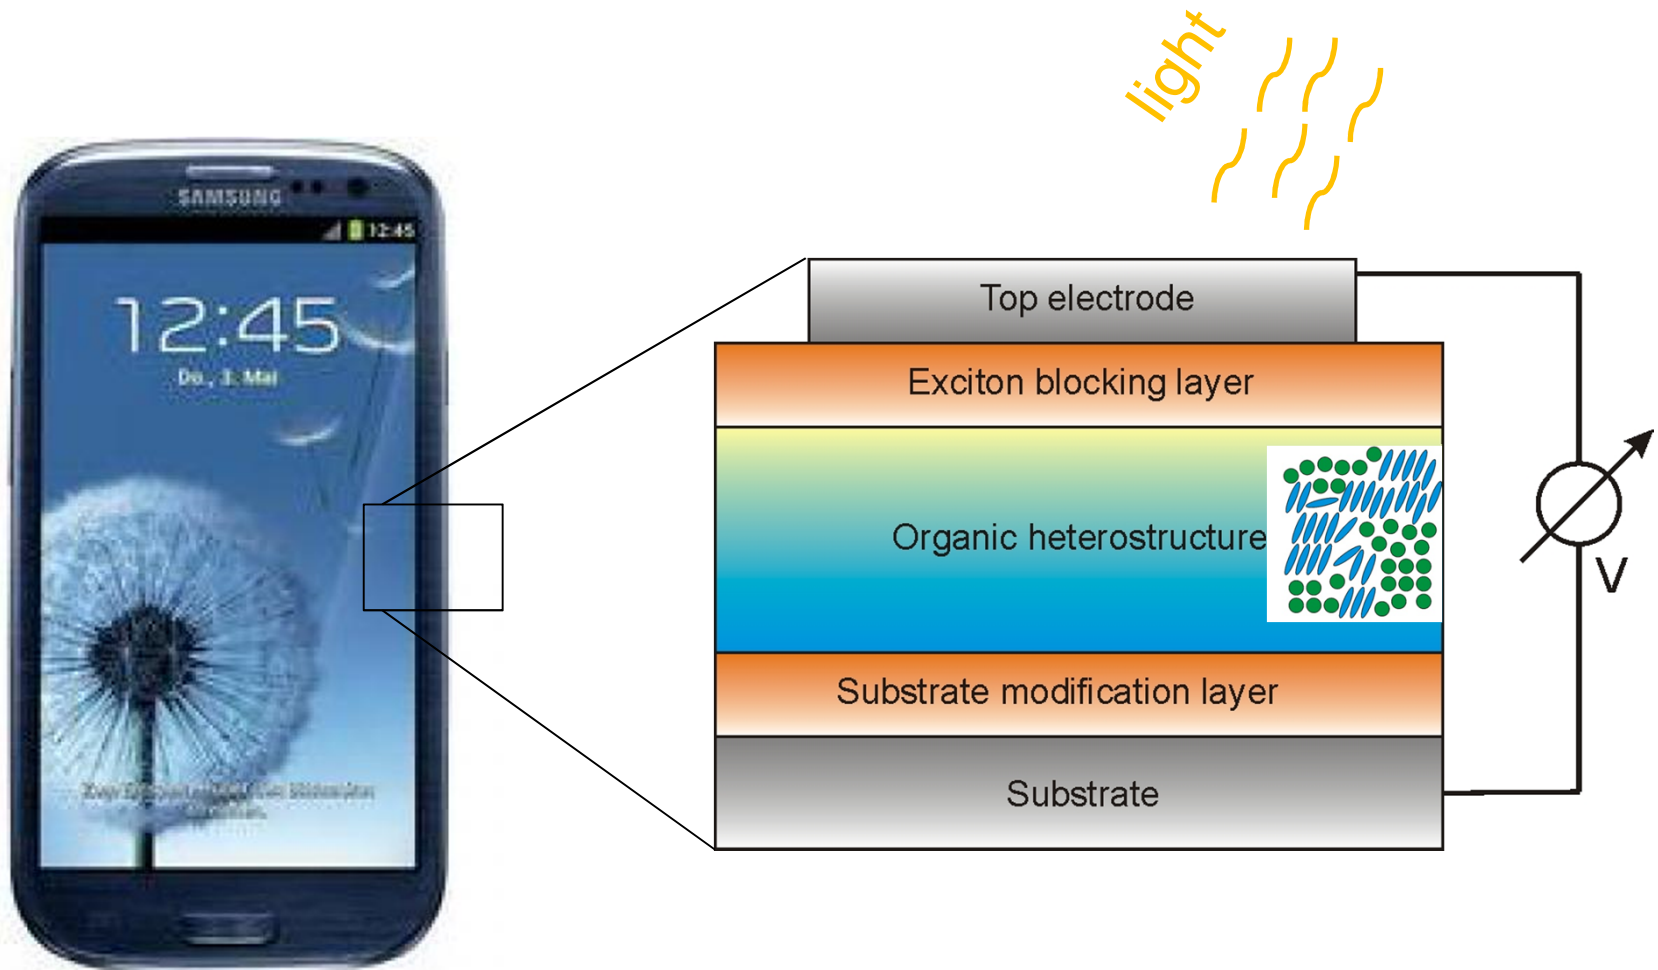 light
SAMSUNG
12:45
12:45
Do., 3. Mai
Top electrode
Exciton blocking layer
Organic heterostructure
Substrate modification layer
Substrate
V